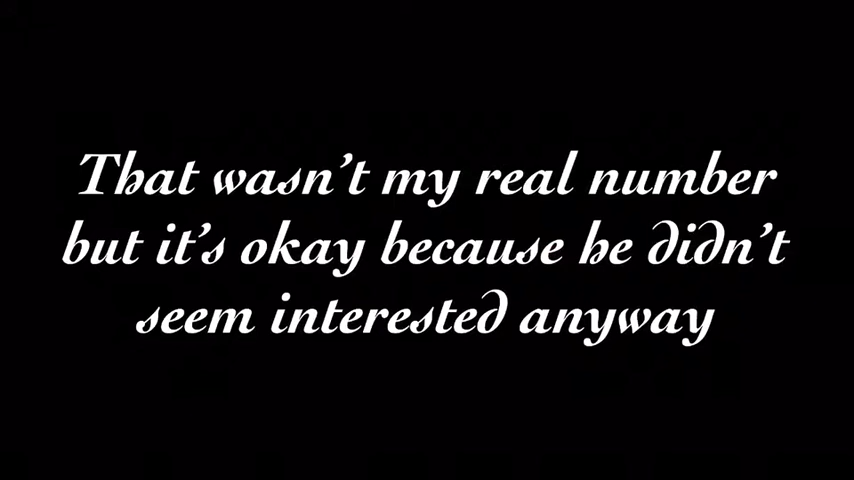 That wasn't my real number
but it's okay because he didn't
seem interested anyway